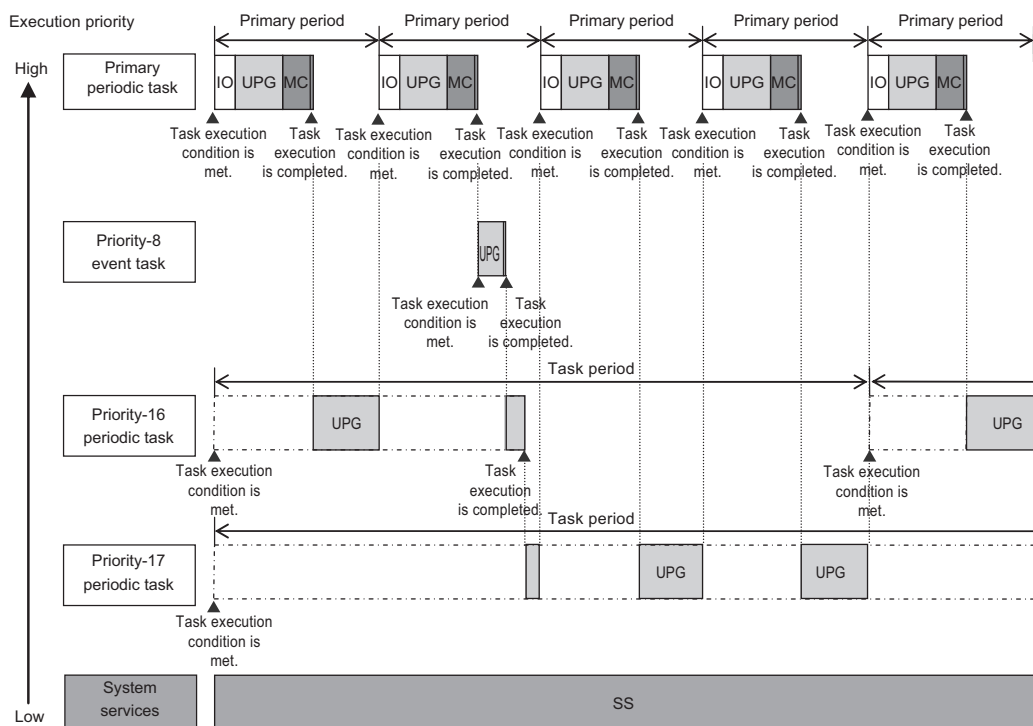 Execution priority
High
Low
Primary period
Primary period
Primary period
Primary period
Primary period
Primary
periodic task
IO UPG MC
IO UPG MC
IO UPG MC
IO UPG MC
IO UPG MC
Task execution
condition is
met.
Task
execution
is completed.
Task execution
condition is
met.
Task
execution
is completed.
Task execution
condition is
met.
Task
execution
is completed.
Task execution
condition is
met.
Task
execution
is completed.
Task execution
condition is
met.
Task
execution
is completed.
Priority-8
event task
UPG
Task execution
condition is
met.
Task
execution
is completed.
Task period
Priority-16
periodic task
UPG
UPG
Task execution
condition is
met.
Task
execution
is completed.
Task execution
condition is
met.
Task period
Priority-17
periodic task
UPG
UPG
Task execution
condition is
met.
System
services
SS